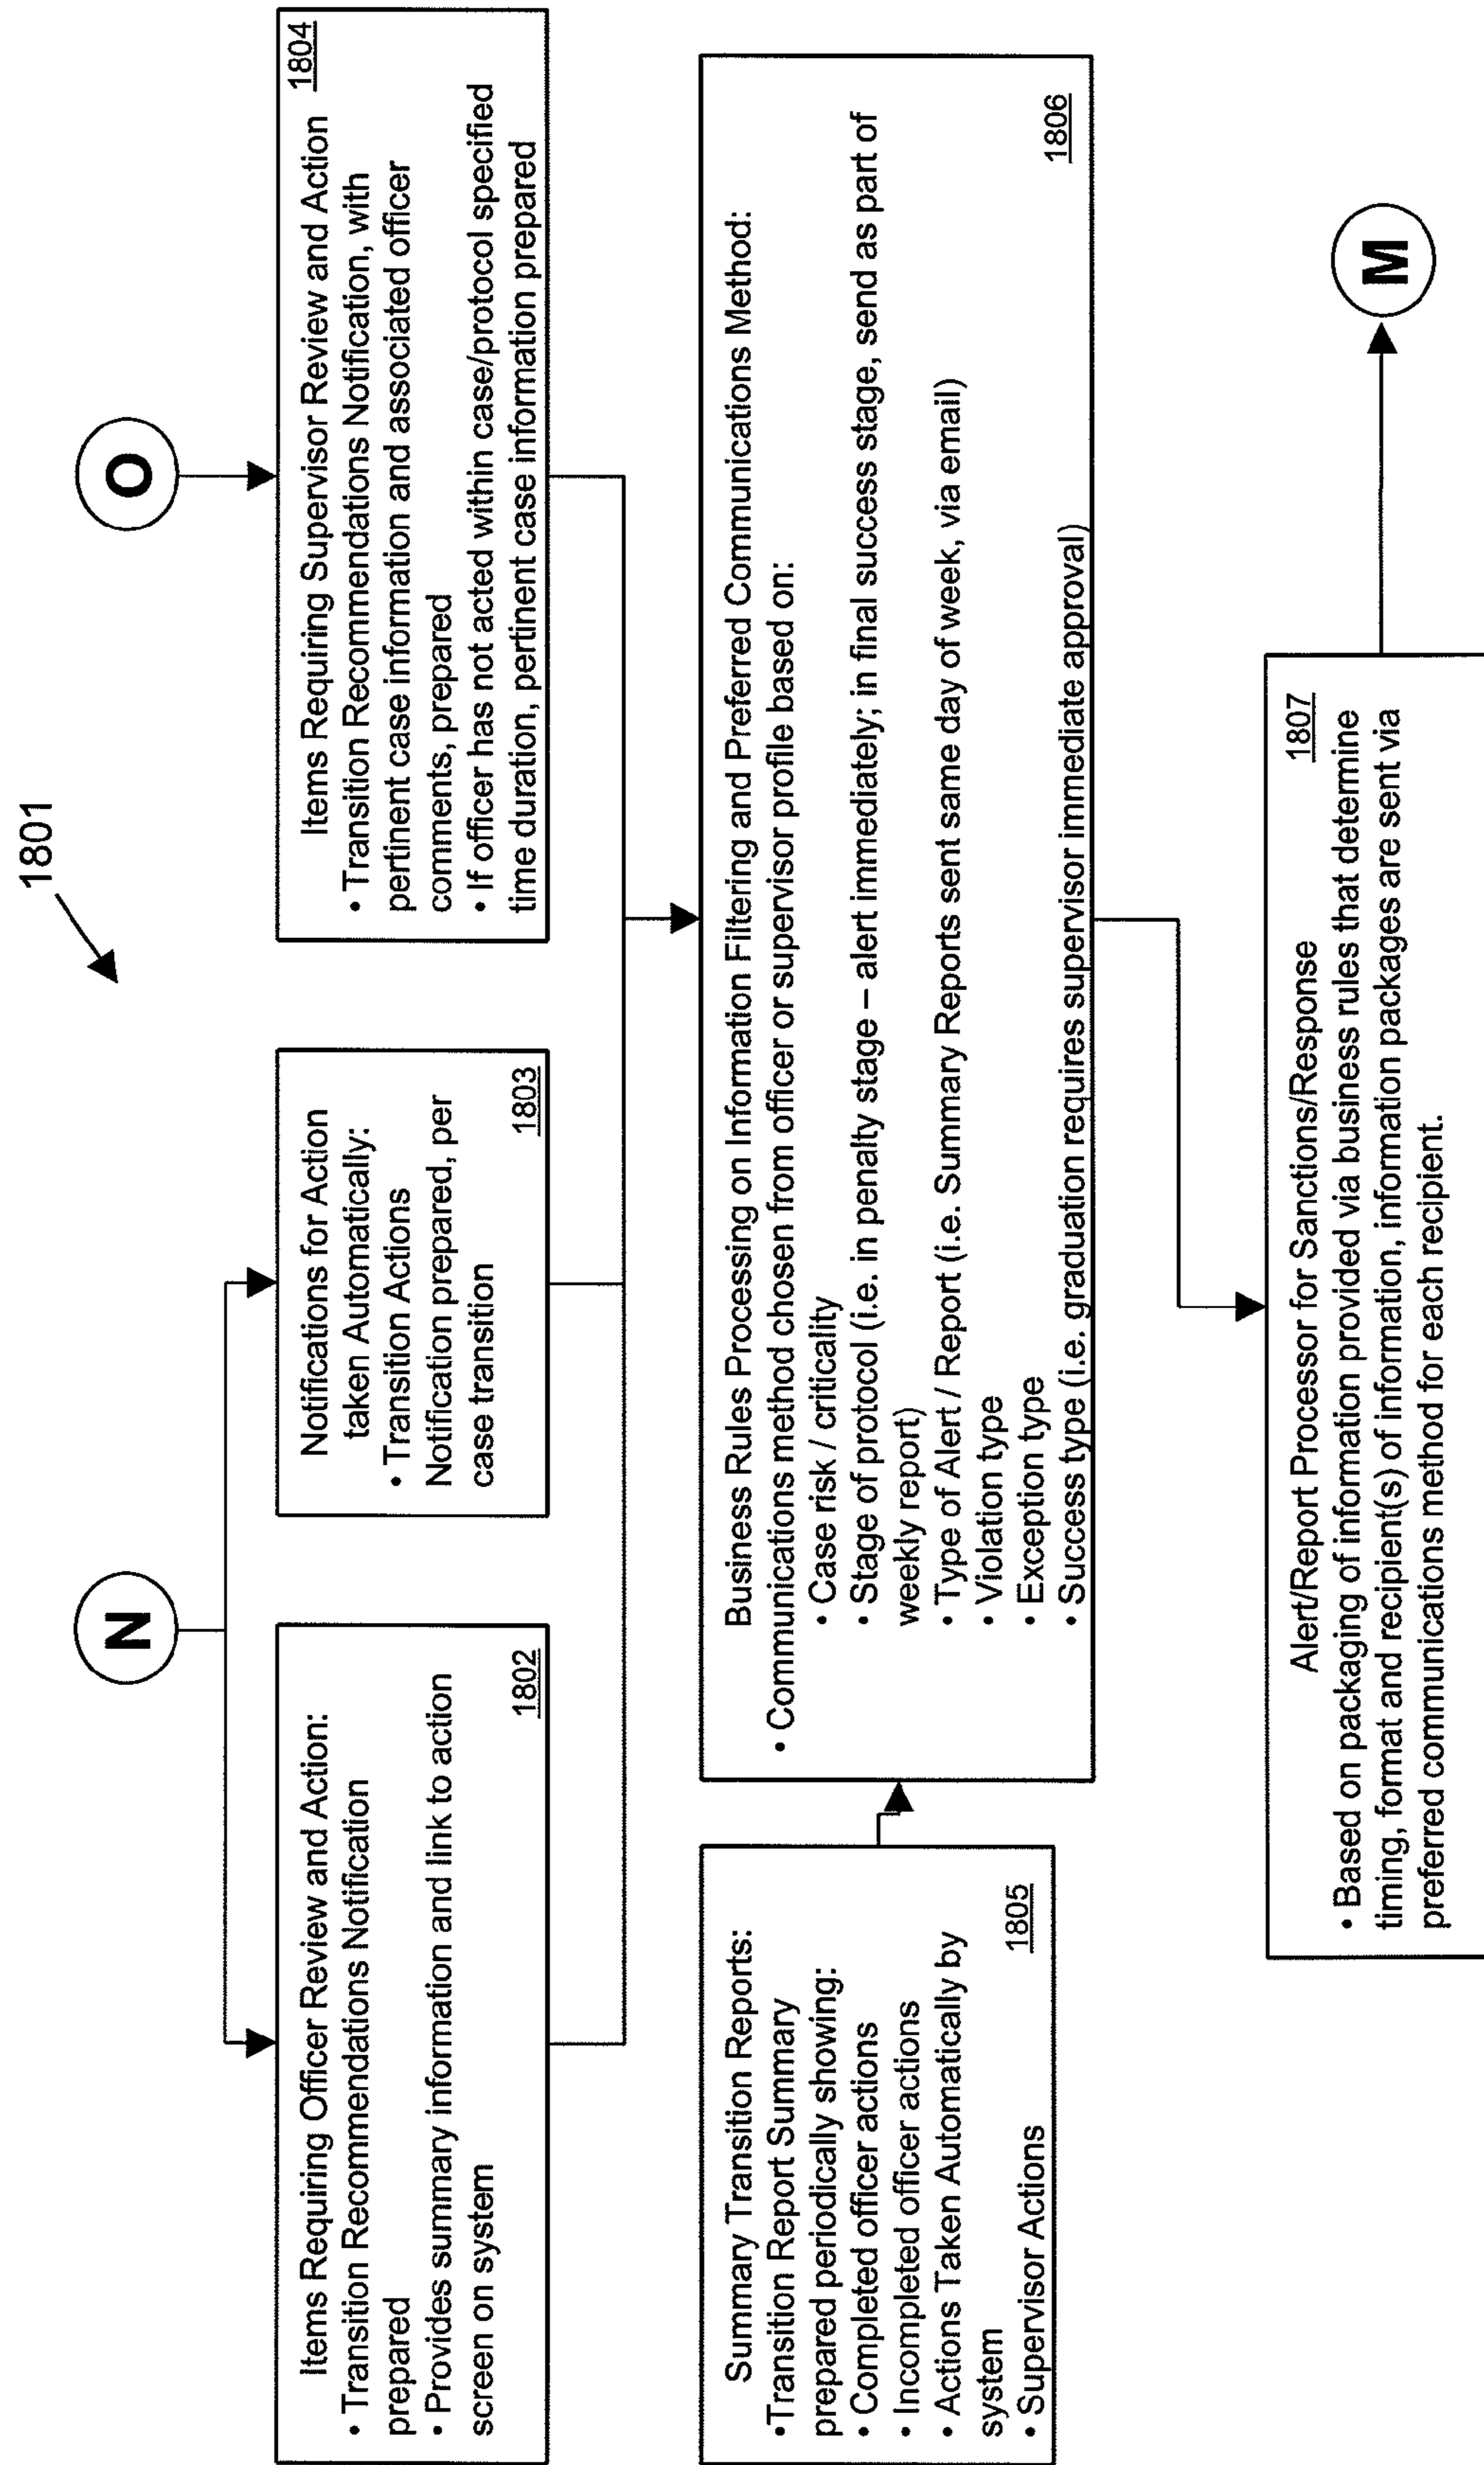 1801
N
O
Items Requiring Officer Review and Action:
• Transition Recommendations Notification
prepared
• Provides summary information and link to action
screen on system
1802
Notifications for Action
taken Automatically:
• Transition Actions
Notification prepared, per
case transition
1803
Items Requiring Supervisor Review and Action
1804
• Transition Recommendations Notification, with
pertinent case information and associated officer
comments, prepared
• If officer has not acted within case/protocol specified
time duration, pertinent case information prepared
Summary Transition Reports:
•Transition Report Summary
prepared periodically showing:
• Completed officer actions
• Incompleted officer actions
• Actions Taken Automatically by
system
1805
• Supervisor Actions
Business Rules Processing on Information Filtering and Preferred Communications Method:
• Communications method chosen from officer or supervisor profile based on:
• Case risk / criticality
• Stage of protocol (i.e. in penalty stage – alert immediately; in final success stage, send as part of
weekly report)
• Type of Alert / Report (i.e. Summary Reports sent same day of week, via email)
• Violation type
• Exception type
1806
• Success type (i.e. graduation requires supervisor immediate approval)
Alert/Report Processor for Sanctions/Response
1807
• Based on packaging of information provided via business rules that determine
timing, format and recipient(s) of information, information packages are sent via
preferred communications method for each recipient.
M